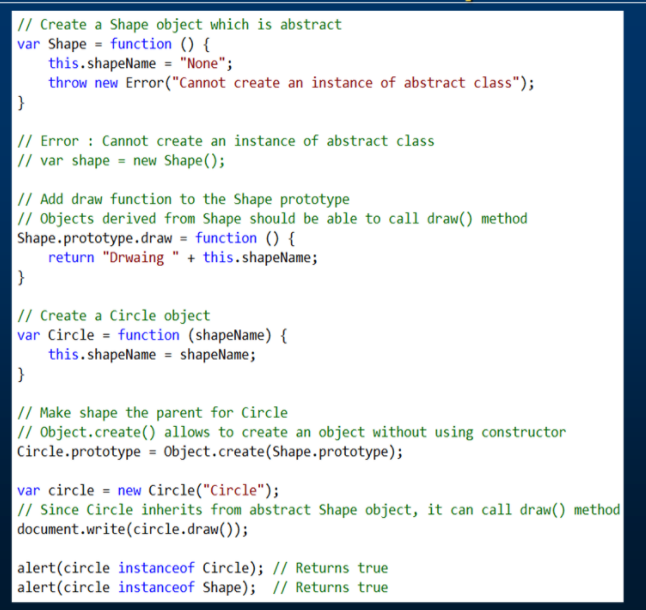 // Create a Shape object which is abstract
var Shape = function () {
    this.shapeName = "None";
    throw new Error("Cannot create an instance of abstract class");
}
// Error : Cannot create an instance of abstract class
// var shape = new Shape();
// Add draw function to the Shape prototype
// Objects derived from Shape should be able to call draw() method
Shape.prototype.draw = function () {
    return "Drwaing " + this.shapeName;
}
// Create a Circle object
var Circle = function (shapeName) {
    this.shapeName = shapeName;
}
// Make shape the parent for Circle
// Object.create() allows to create an object without using constructor
Circle.prototype = Object.create(Shape.prototype);
var circle = new Circle("Circle");
// Since Circle inherits from abstract Shape object, it can call draw() method
document.write(circle.draw());
alert(circle instanceof Circle); // Returns true
alert(circle instanceof Shape);  // Returns true